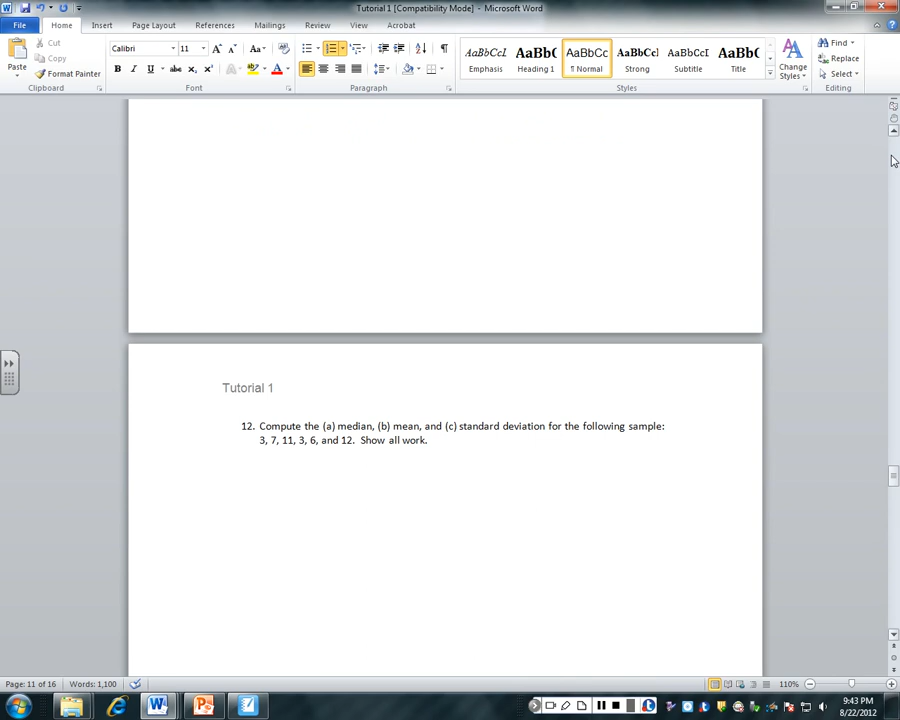 Tutorial 1 [Compatibility Mode] - Microsoft Word
File Home Insert Page Layout References Mailings Review View Acrobat
Paste
Cut
Copy
Format Painter
Clipboard
Calibri 11
Font
Paragraph
AaBbCcI AaBb( AaBbCc AaBbCcl AaBbCcD AaBb(
Emphasis Heading 1 ¶ Normal Strong Subtitle Title
Change Styles
Styles
Find
Replace
Select
Editing
Tutorial 1
12. Compute the (a) median, (b) mean, and (c) standard deviation for the following sample:
3, 7, 11, 3, 6, and 12. Show all work.
Page: 11 of 16 Words: 1,100 110%
9:43 PM
8/22/2012